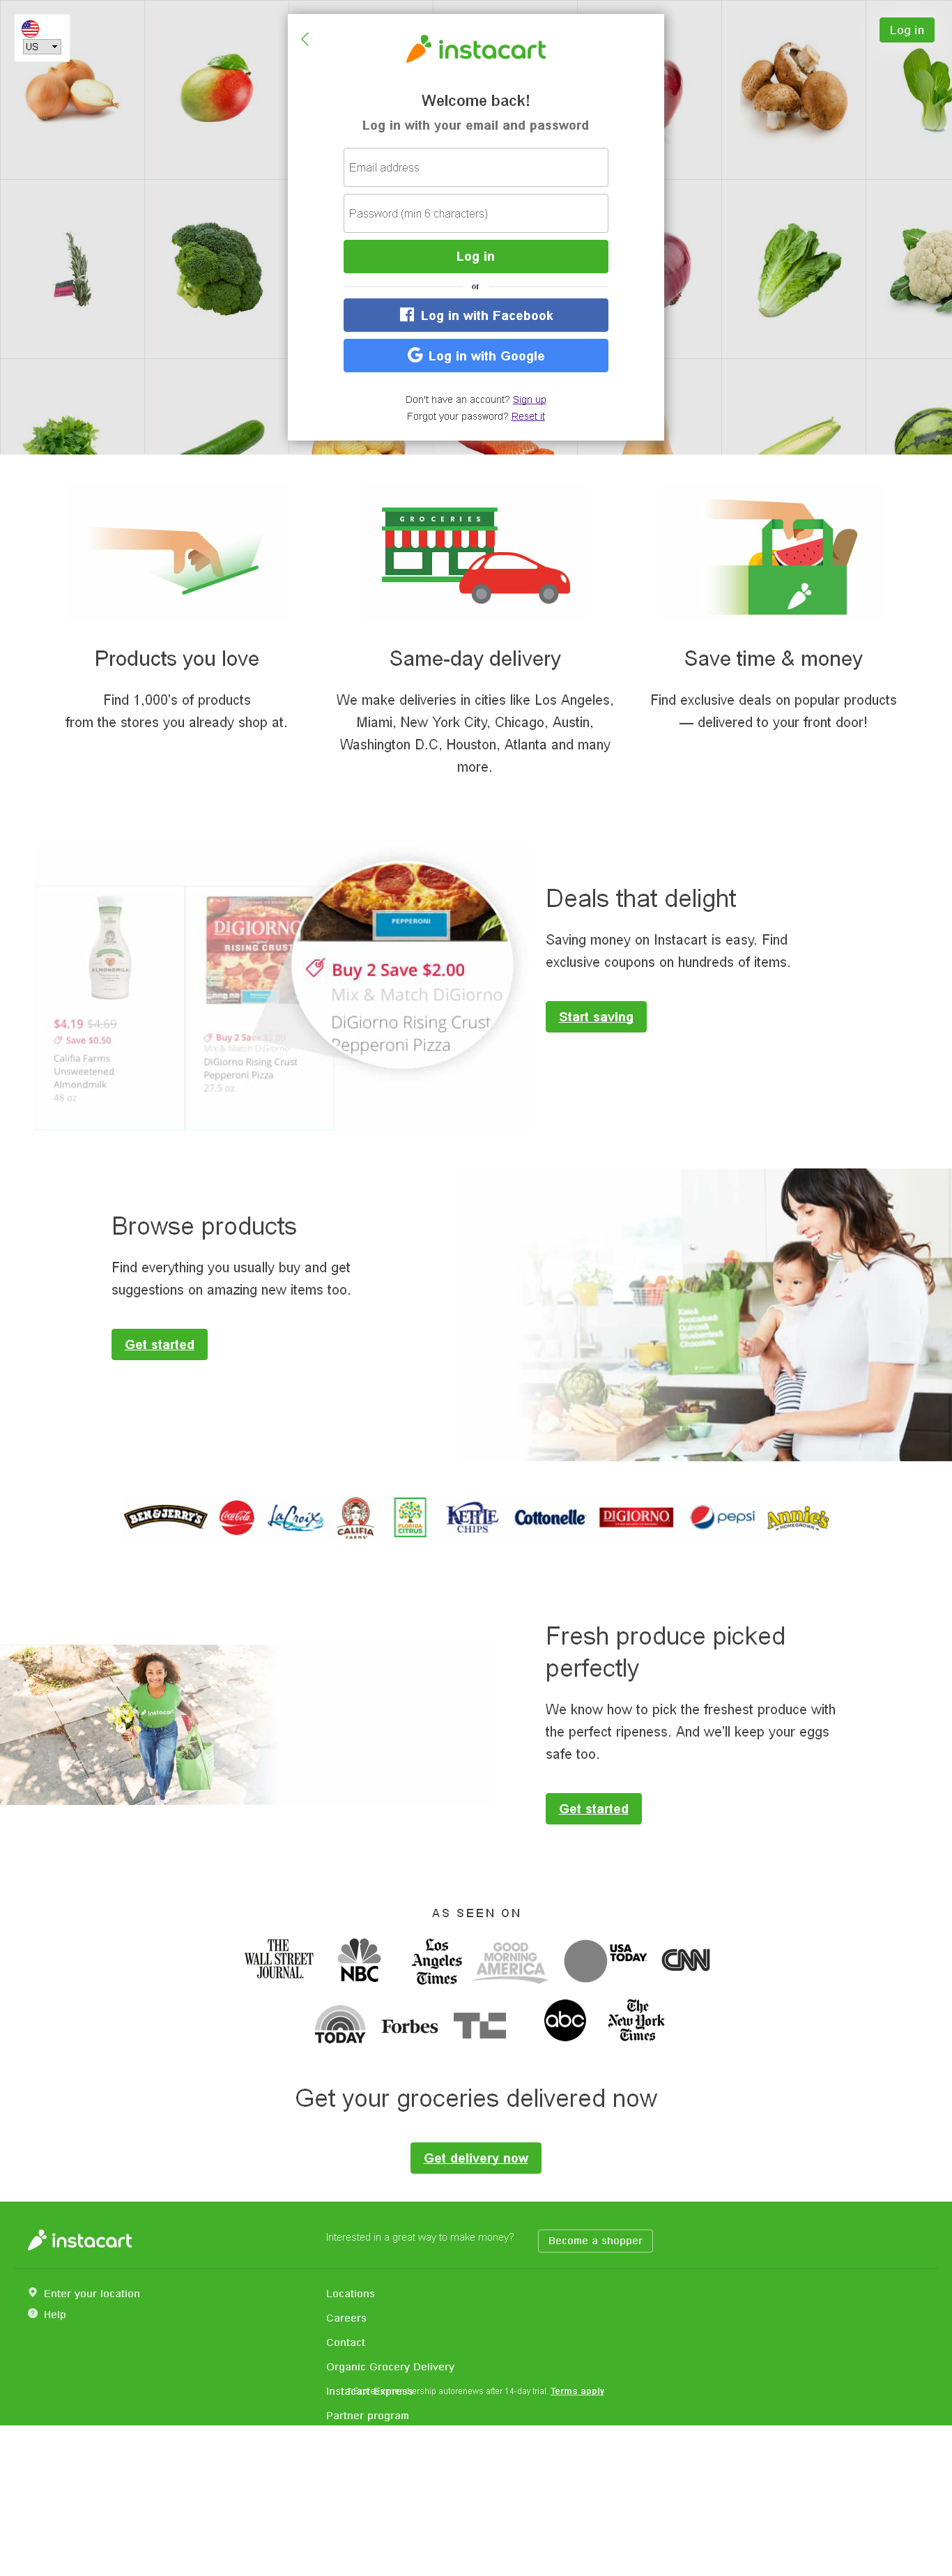 US
Log in
instacart
Welcome back!
Log in with your email and password
Email address
Password (min 6 characters)
Log in
or
Log in with Facebook
Log in with Google
Don't have an account? Sign up
Forgot your password? Reset it
GROCERIES
Products you love
Find 1,000's of products
from the stores you already shop at.
Same-day delivery
We make deliveries in cities like Los Angeles,
Miami, New York City, Chicago, Austin,
Washington D.C, Houston, Atlanta and many
more.
Save time & money
Find exclusive deals on popular products
— delivered to your front door!
ALMONDMILK
$4.19 $4.69
Save $0.50
Califia Farms
Unsweetened
Almondmilk
48 oz
DIGIORNO
RISING CRUST
Buy 2 Save $2.00
Mix & Match DiGiorno
DiGiorno Rising Crust
Pepperoni Pizza
27.5 oz
PEPPERONI
Buy 2 Save $2.00
Mix & Match DiGiorno
DiGiorno Rising Crust
Pepperoni Pizza
Deals that delight
Saving money on Instacart is easy. Find
exclusive coupons on hundreds of items.
Start saving
Browse products
Find everything you usually buy and get
suggestions on amazing new items too.
Get started
Kale&
Avocados&
Quinoa&
Blueberries&
Chocolate.
BEN & JERRY'S
Coca-Cola
LaCroix
CALIFIA
FARMS
FLORIDA
CITRUS
KETTLE
CHIPS
Cottonelle
DIGIORNO
pepsi
Annie's
HOMEGROWN
instacart
Fresh produce picked
perfectly
We know how to pick the freshest produce with
the perfect ripeness. And we'll keep your eggs
safe too.
Get started
AS SEEN ON
THE
WALL STREET
JOURNAL.
NBC
Los
Angeles
Times
GOOD
MORNING
AMERICA
USA
TODAY.
CNN
TODAY
Forbes
TC
abc
The
New York
Times
Get your groceries delivered now
Get delivery now
instacart
Interested in a great way to make money?
Become a shopper
Enter your location
Help
Locations
Careers
Contact
Organic Grocery Delivery
Instacart Express
membership autorenews after 14-day trial. Terms apply
Partner program